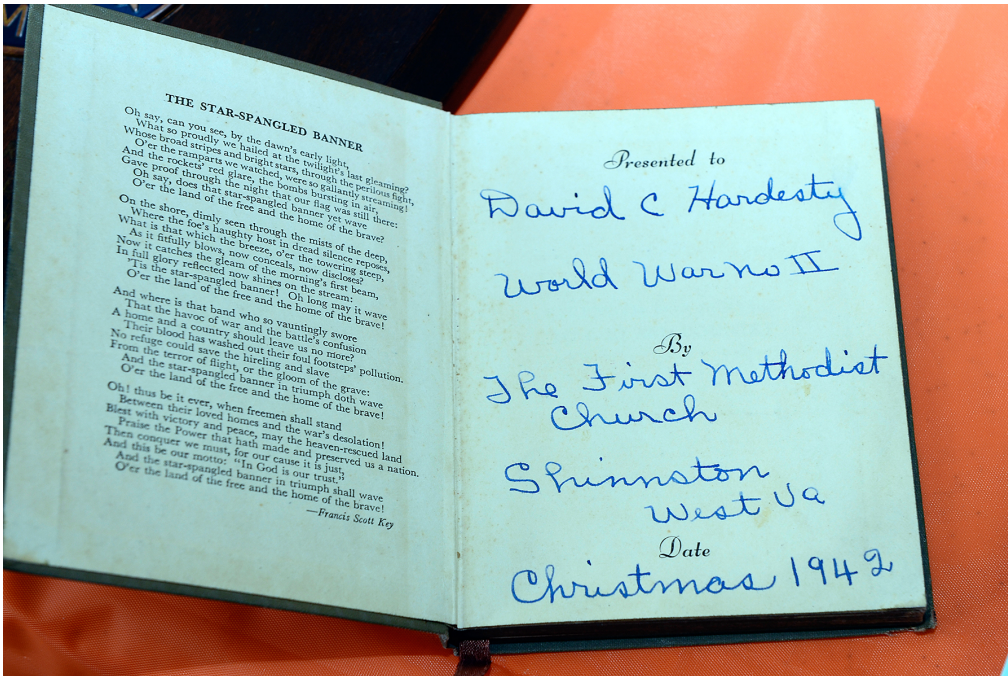 THE STAR-SPANGLED BANNER
Oh say, can you see, by the dawn's early light,
What so proudly we hailed at the twilight's last gleaming?
Whose broad stripes and bright stars, through the perilous fight,
O'er the ramparts we watched, were so gallantly streaming!
And the rockets' red glare, the bombs bursting in air,
Gave proof through the night that our flag was still there:
Oh say, does that star-spangled banner yet wave
O'er the land of the free and the home of the brave?
On the shore, dimly seen through the mists of the deep,
Where the foe's haughty host in dread silence reposes,
What is that which the breeze, o'er the towering steep,
As it fitfully blows, now conceals, now discloses?
Now it catches the gleam of the morning's first beam,
In full glory reflected now shines on the stream:
'Tis the star-spangled banner! Oh long may it wave
O'er the land of the free and the home of the brave!
And where is that band who so vauntingly swore
That the havoc of war and the battle's confusion
A home and a country should leave us no more?
Their blood has washed out their foul footsteps' pollution.
No refuge could save the hireling and slave
From the terror of flight, or the gloom of the grave:
And the star-spangled banner in triumph doth wave
O'er the land of the free and the home of the brave!
Oh! thus be it ever, when freemen shall stand
Between their loved homes and the war's desolation!
Blest with victory and peace, may the heaven-rescued land
Praise the Power that hath made and preserved us a nation.
Then conquer we must, for our cause it is just,
And this be our motto: "In God is our trust."
And the star-spangled banner in triumph shall wave
O'er the land of the free and the home of the brave!
—Francis Scott Key
Presented to
David C Hardesty
World War no II
By
The First Methodist
Church
Shinnston
West Va
Date
Christmas 1942